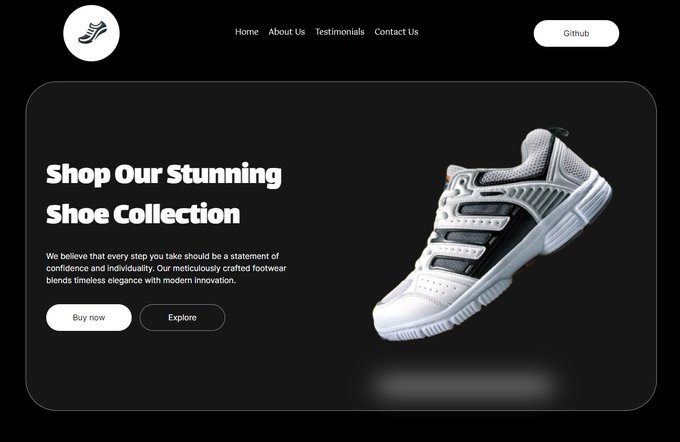 Home About Us Testimonials Contact Us
Github
Shop Our Stunning
Shoe Collection
We believe that every step you take should be a statement of
confidence and individuality. Our meticulously crafted footwear
blends timeless elegance with modern innovation.
Buy now
Explore